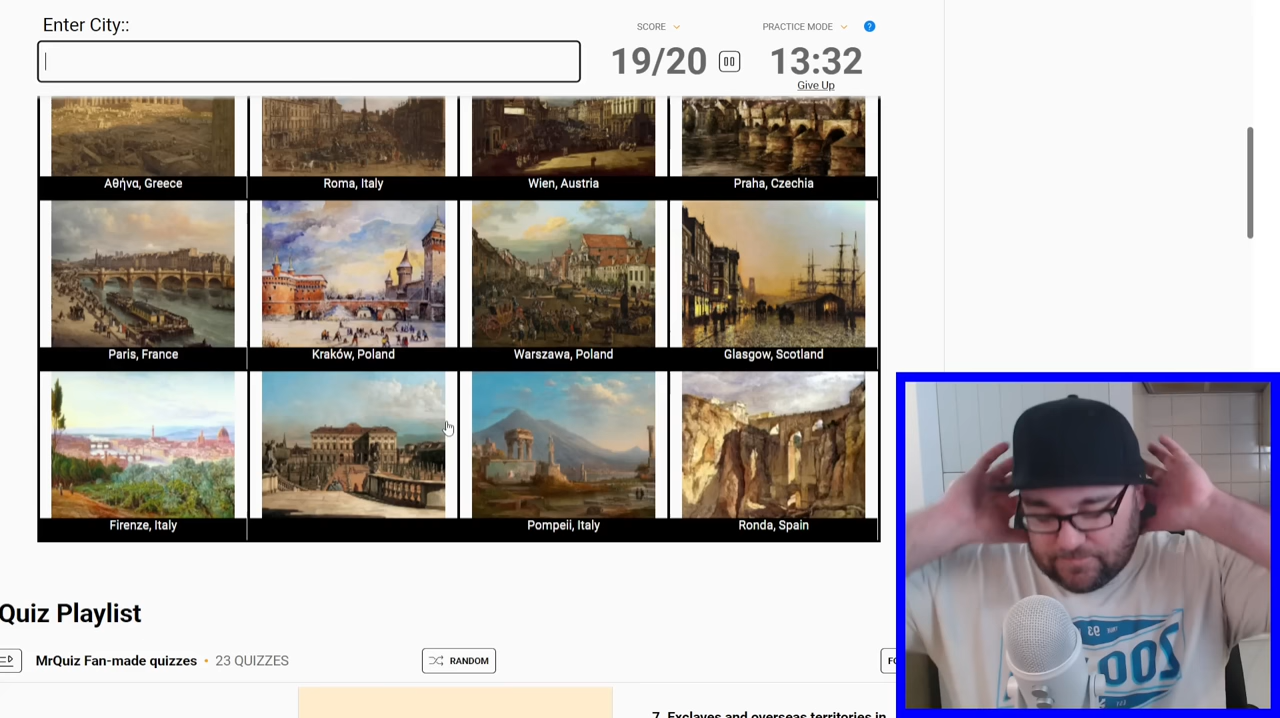 Enter City::
SCORE
PRACTICE MODE
?
19/20
13:32
Give Up
Αθήνα, Greece
Roma, Italy
Wien, Austria
Praha, Czechia
Paris, France
Kraków, Poland
Warszawa, Poland
Glasgow, Scotland
Firenze, Italy
Pompeii, Italy
Ronda, Spain
Quiz Playlist
MrQuiz Fan-made quizzes • 23 QUIZZES
RANDOM
FO
7. Exclaves and overseas territories in